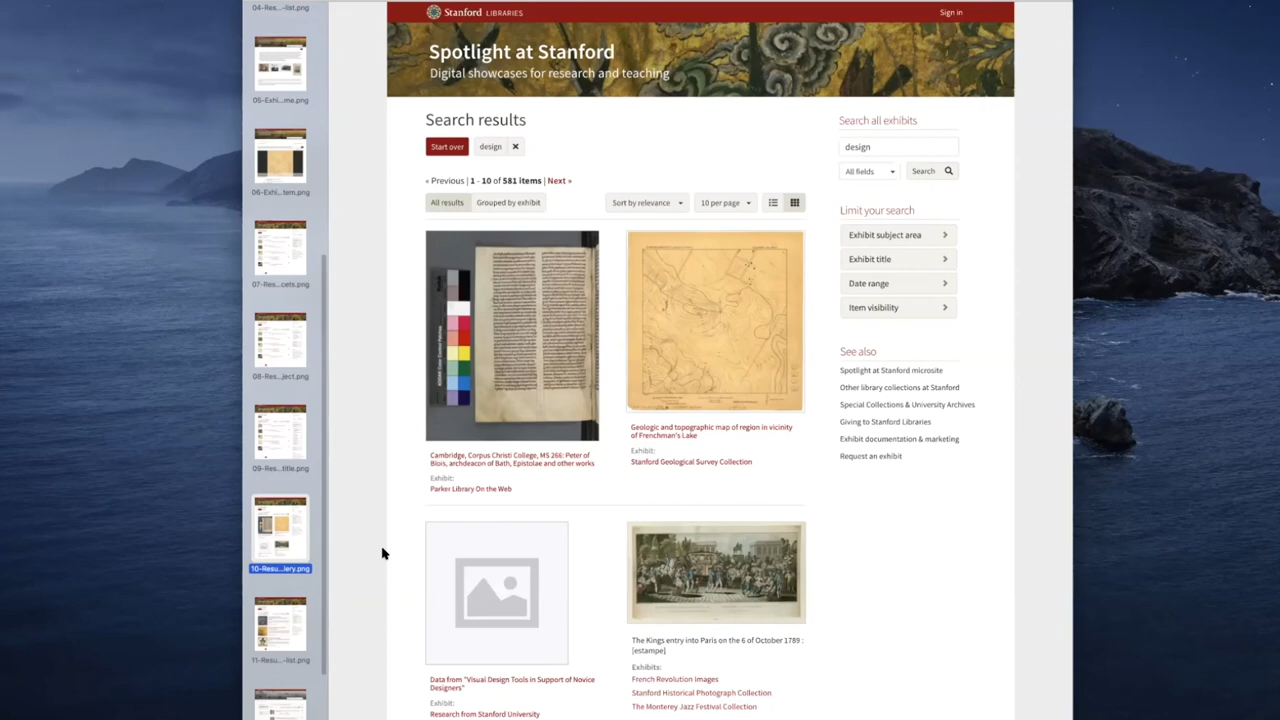 04-Res...-list.png
05-Exhi...me.png
06-Exhi...tem.png
07-Res...cets.png
08-Res...ject.png
09-Res...title.png
10-Resu...lery.png
11-Resu...-list.png
Stanford LIBRARIES
Sign in
Spotlight at Stanford
Digital showcases for research and teaching
Search results
Start over
design ✕
« Previous | 1 - 10 of 581 items | Next »
All results Grouped by exhibit
Sort by relevance
10 per page
Cambridge, Corpus Christi College, MS 266: Peter of
Blois, archdeacon of Bath, Epistolae and other works
Exhibit:
Parker Library On the Web
Geologic and topographic map of region in vicinity
of Frenchman's Lake
Exhibit:
Stanford Geological Survey Collection
Data from "Visual Design Tools in Support of Novice
Designers"
Exhibit:
Research from Stanford University
The Kings entry into Paris on the 6 of October 1789 :
[estampe]
Exhibits:
French Revolution Images
Stanford Historical Photograph Collection
The Monterey Jazz Festival Collection
Search all exhibits
design
All fields
Search
Limit your search
Exhibit subject area
Exhibit title
Date range
Item visibility
See also
Spotlight at Stanford microsite
Other library collections at Stanford
Special Collections & University Archives
Giving to Stanford Libraries
Exhibit documentation & marketing
Request an exhibit